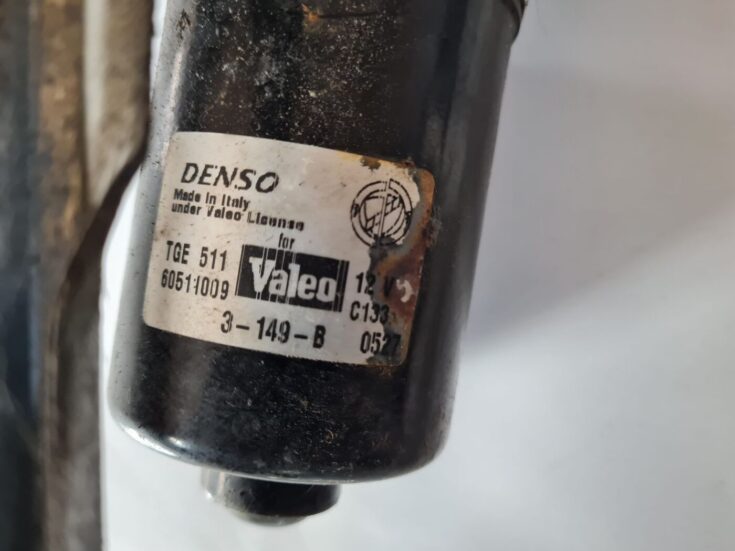 DENSO
Made in Italy
under Valeo License
for
TGE 511
60511009
Valeo
12 V
C133
3-149-B
0527